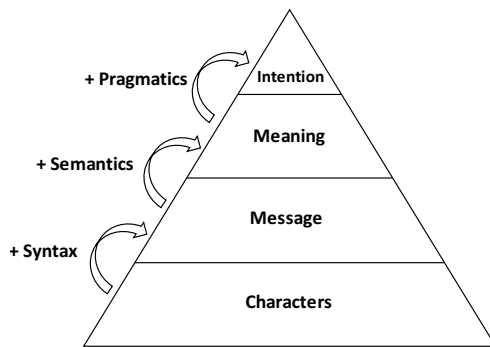 Intention
+ Pragmatics
Meaning
+ Semantics
Message
+ Syntax
Characters